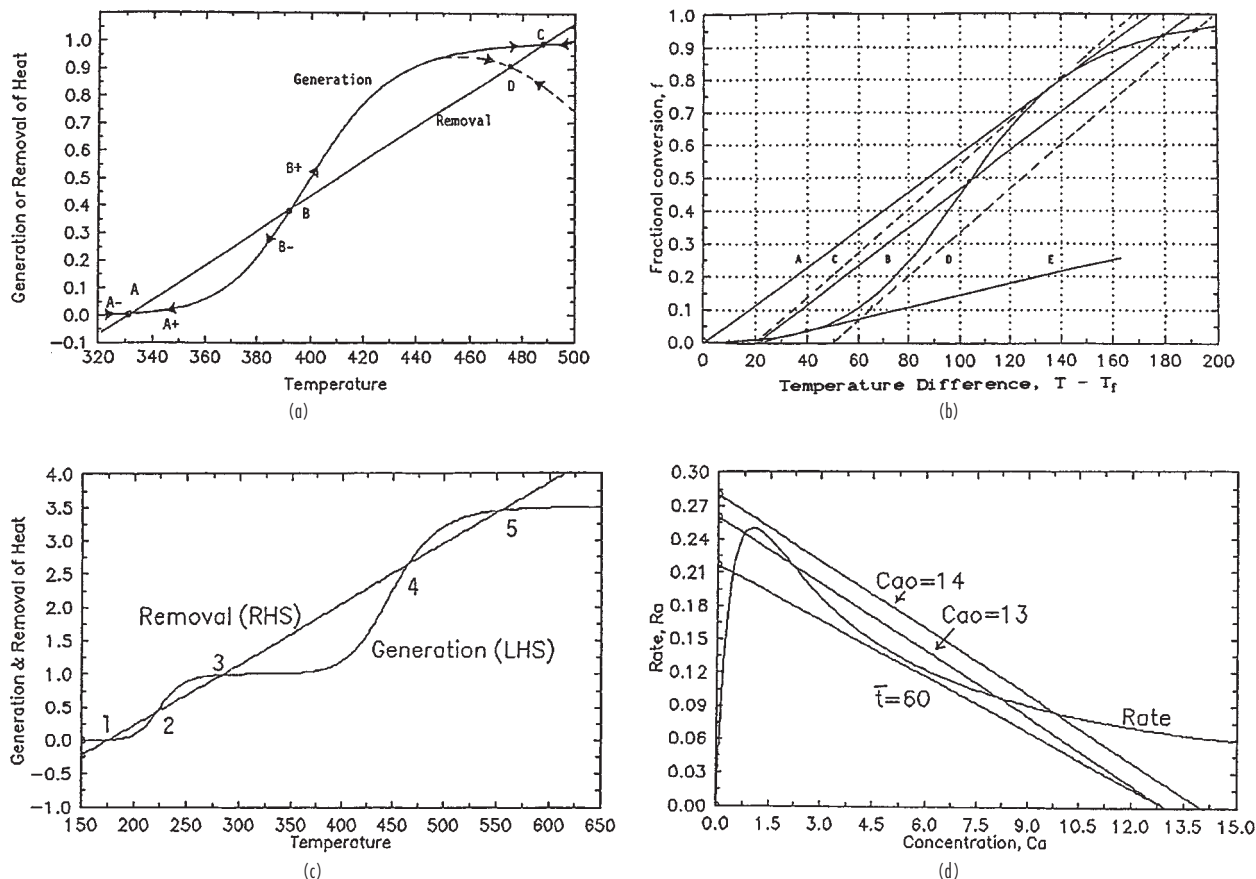 Generation or Removal of Heat
1.0
0.9
0.8
0.7
0.6
0.5
0.4
0.3
0.2
0.1
0.0
−0.1
320 340 360 380 400 420 440 460 480 500
Temperature
Generation
Removal
A−
A
A+
B+
B
B−
C
D
(a)
Fractional conversion, f
1.0
0.9
0.8
0.7
0.6
0.5
0.4
0.3
0.2
0.1
0.0
0 20 40 60 80 100 120 140 160 180 200
Temperature Difference, T - Tf
A C B D E
(b)
Generation & Removal of Heat
4.0
3.5
3.0
2.5
2.0
1.5
1.0
0.5
0.0
−0.5
−1.0
150 200 250 300 350 400 450 500 550 600 650
Temperature
Removal (RHS)
Generation (LHS)
1
2
3
4
5
(c)
Rate, Ra
0.30
0.27
0.24
0.21
0.18
0.15
0.12
0.09
0.06
0.03
0.00
0.0 1.5 3.0 4.5 6.0 7.5 9.0 10.5 12.0 13.5 15.0
Concentration, Ca
Cao=14
Cao=13
t̄=60
Rate
(d)